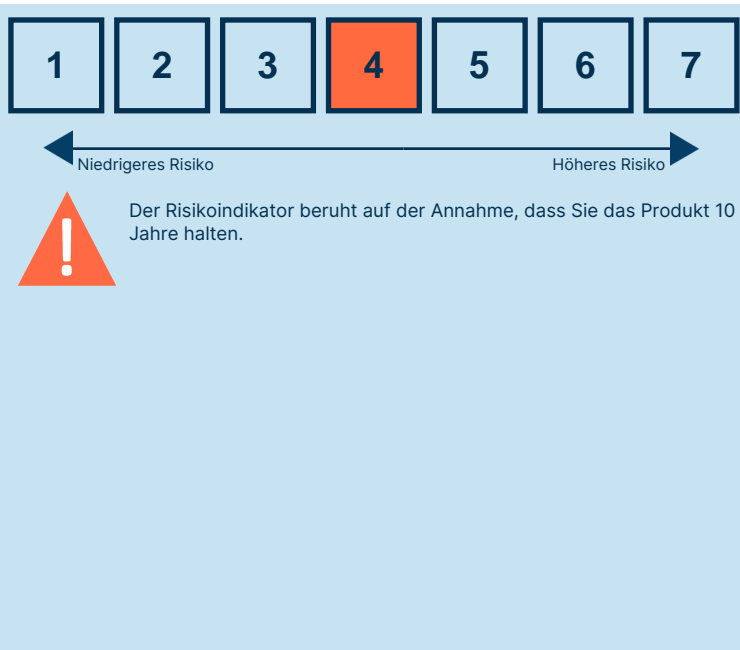 1 2 3 4 5 6 7
Niedrigeres Risiko Höheres Risiko
Der Risikoindikator beruht auf der Annahme, dass Sie das Produkt 10
Jahre halten.
!